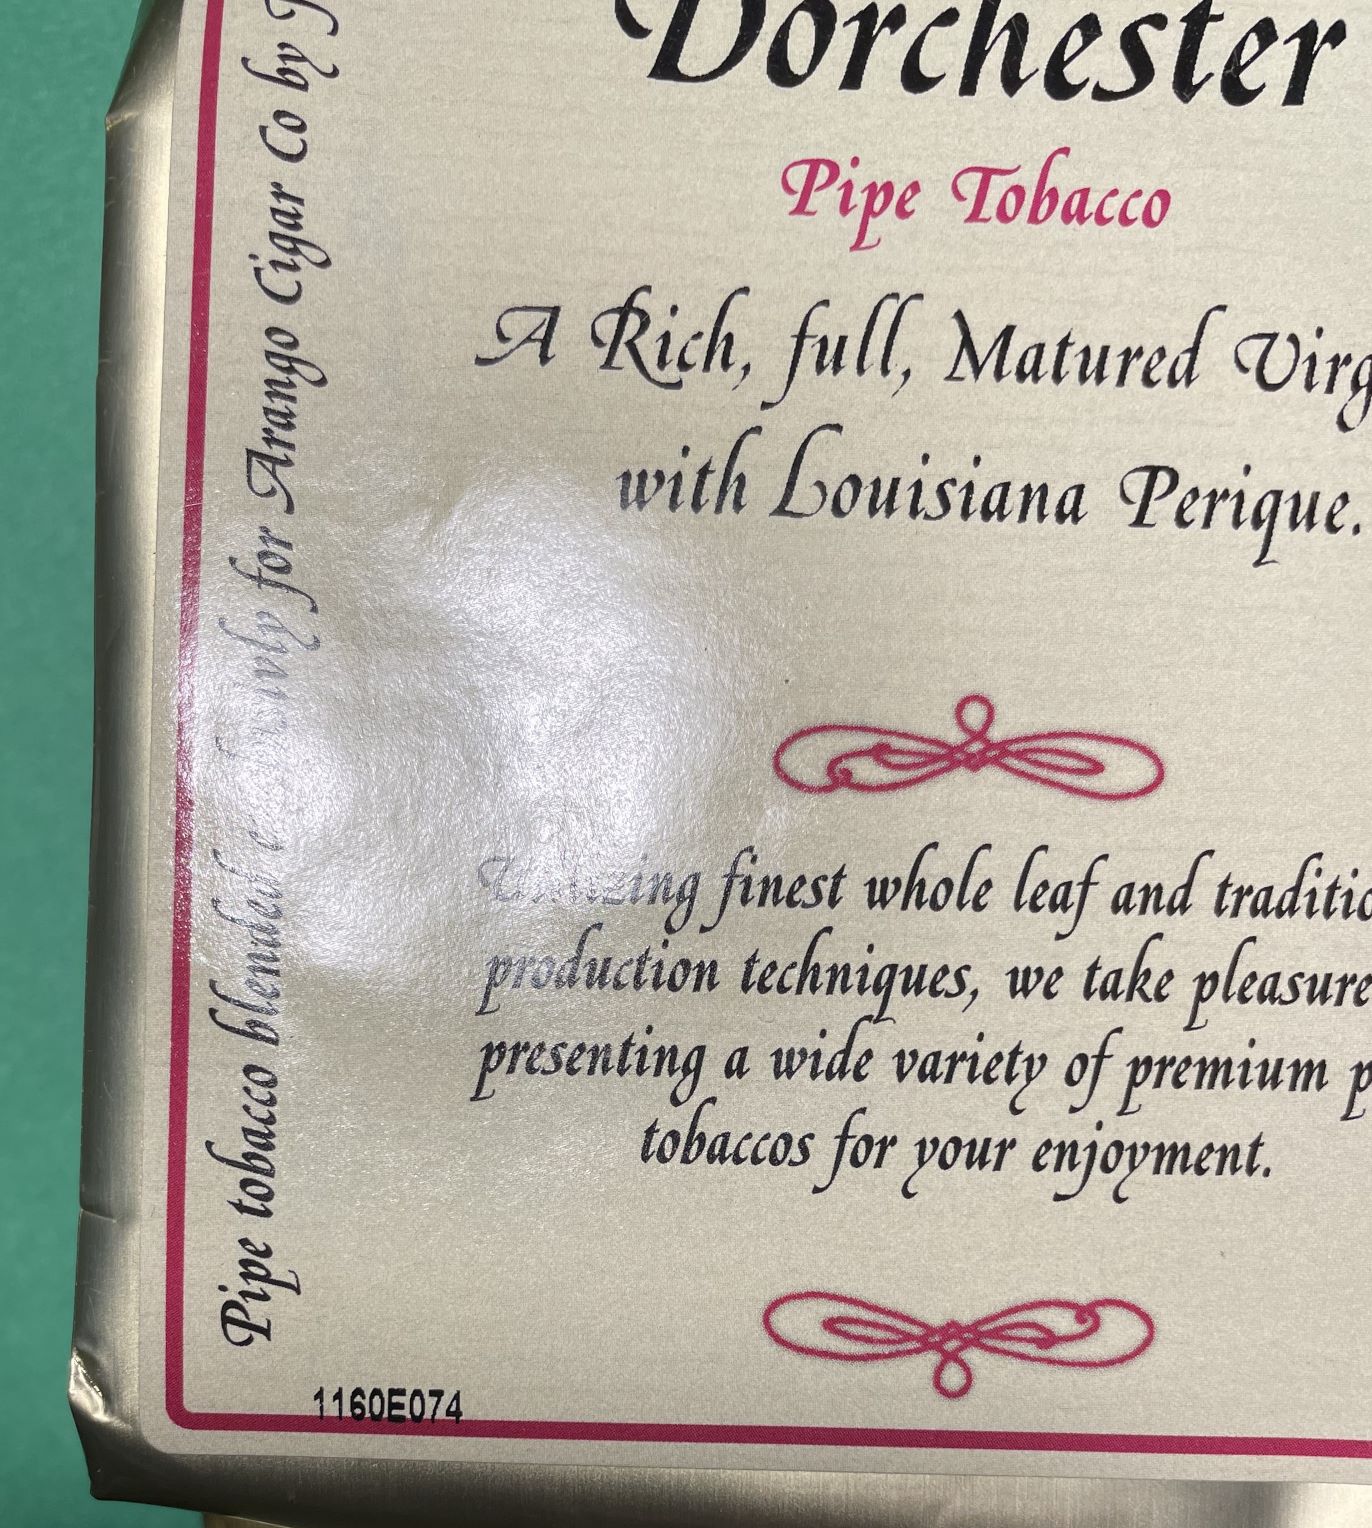 Dorchester
Pipe Tobacco
A Rich, full, Matured Virg
with Louisiana Perique.
finest whole leaf and traditio
production techniques, we take pleasure
presenting a wide variety of premium p
tobaccos for your enjoyment.
Pipe tobacco blended for Arango Cigar Co by
1160E074